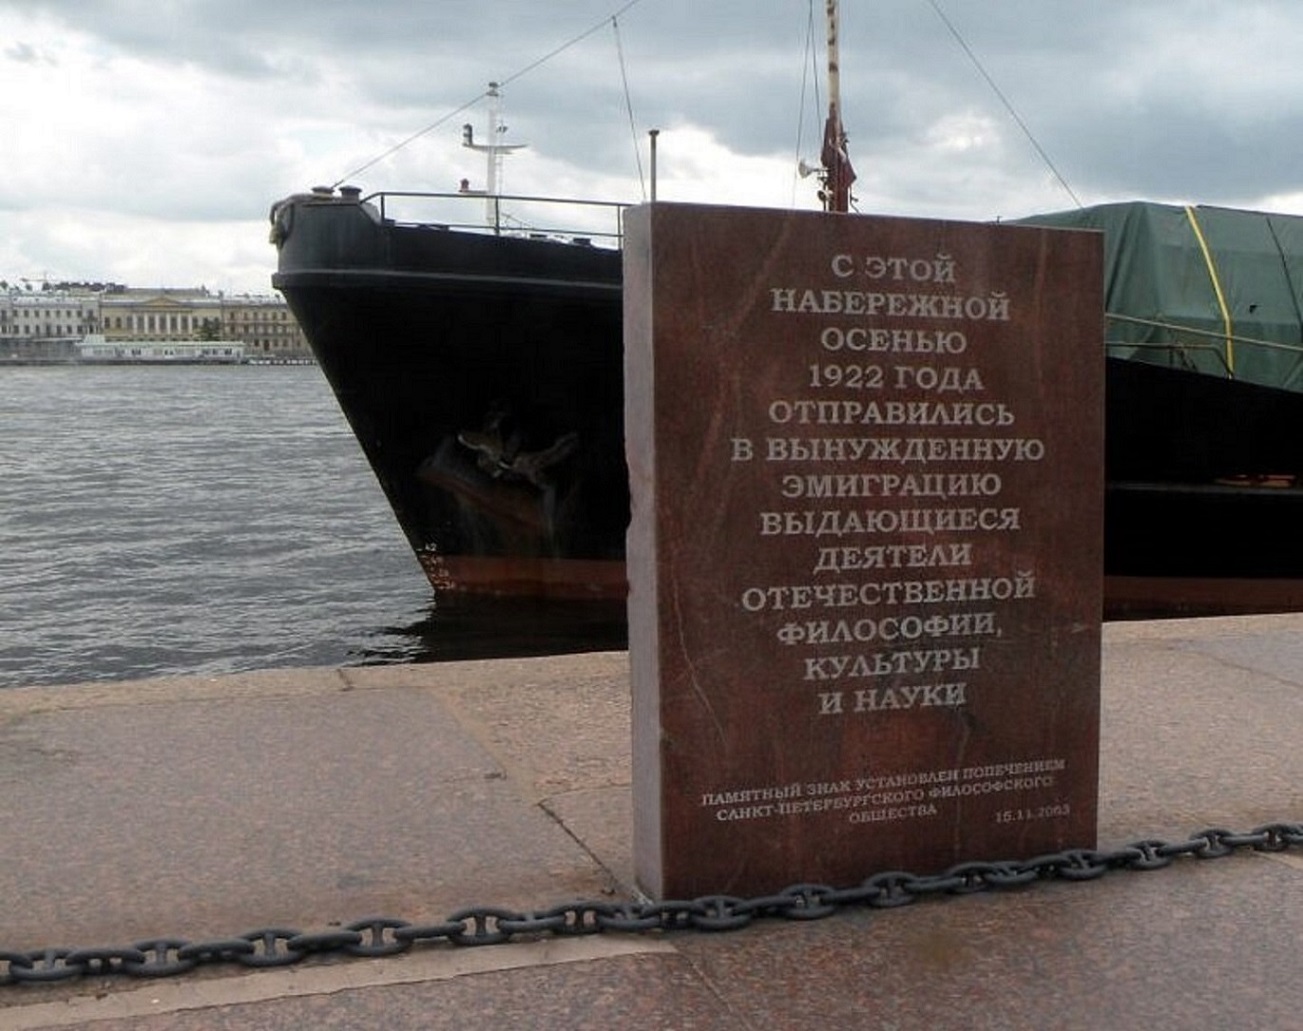 С ЭТОЙ
НАБЕРЕЖНОЙ
ОСЕНЬЮ
1922 ГОДА
ОТПРАВИЛИСЬ
В ВЫНУЖДЕННУЮ
ЭМИГРАЦИЮ
ВЫДАЮЩИЕСЯ
ДЕЯТЕЛИ
ОТЕЧЕСТВЕННОЙ
ФИЛОСОФИИ,
КУЛЬТУРЫ
И НАУКИ
ПАМЯТНЫЙ ЗНАК УСТАНОВЛЕН ПОПЕЧЕНИЕМ
САНКТ-ПЕТЕРБУРГСКОГО ФИЛОСОФСКОГО
ОБЩЕСТВА 15.11.2003